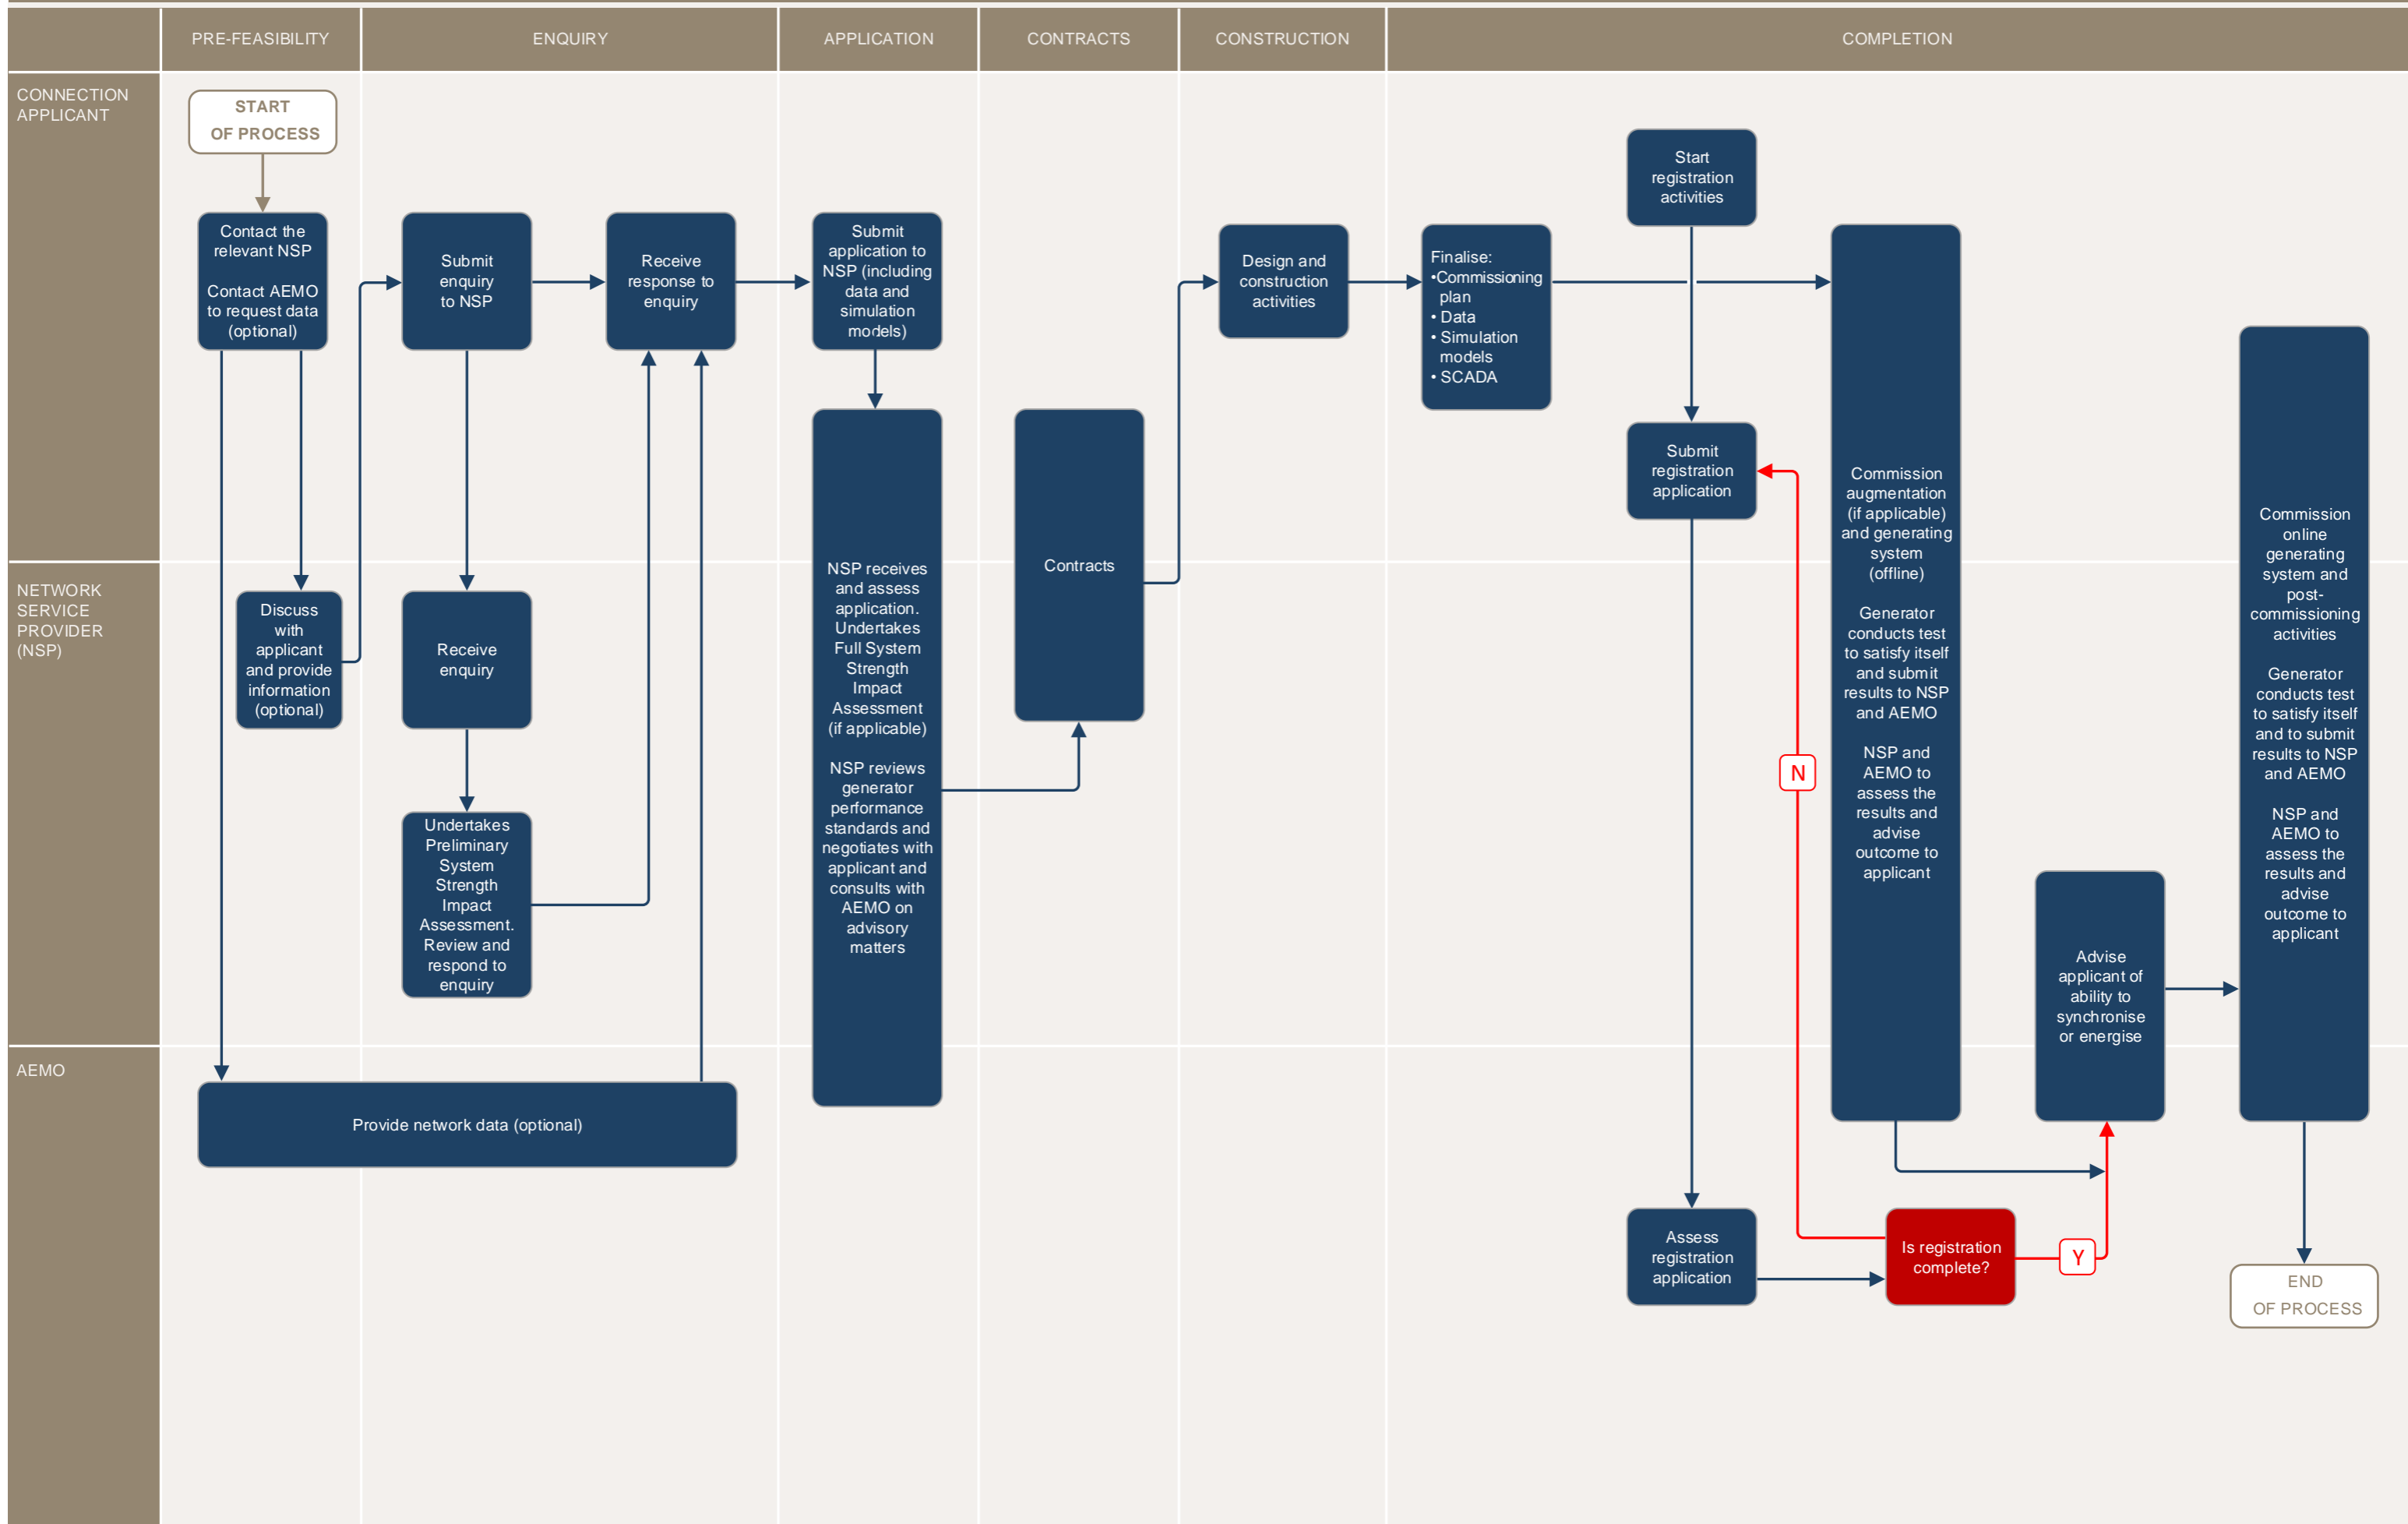 PRE-FEASIBILITY
ENQUIRY
APPLICATION
CONTRACTS
CONSTRUCTION
COMPLETION
CONNECTION
APPLICANT
START
OF PROCESS
Contact the
relevant NSP
Contact AEMO
to request data
(optional)
Submit
enquiry
to NSP
Receive
response to
enquiry
Submit
application to
NSP (including
data and
simulation
models)
Design and
construction
activities
Finalise:
•Commissioning
plan
• Data
• Simulation
models
• SCADA
Start
registration
activities
Submit
registration
application
Contracts
Commission
augmentation
(if applicable)
and generating
system
(offline)
Generator
conducts test
to satisfy itself
and submit
results to NSP
and AEMO
NSP and
AEMO to
assess the
results and
advise
outcome to
applicant
Commission
online
generating
system and
post-
commissioning
activities
Generator
conducts test
to satisfy itself
and to submit
results to NSP
and AEMO
NSP and
AEMO to
assess the
results and
advise
outcome to
applicant
NETWORK
SERVICE
PROVIDER
(NSP)
Discuss
with
applicant
and provide
information
(optional)
Receive
enquiry
Undertakes
Preliminary
System
Strength
Impact
Assessment.
Review and
respond to
enquiry
NSP receives
and assess
application.
Undertakes
Full System
Strength
Impact
Assessment
(if applicable)
NSP reviews
generator
performance
standards and
negotiates with
applicant and
consults with
AEMO on
advisory
matters
N
Advise
applicant of
ability to
synchronise
or energise
AEMO
Provide network data (optional)
Assess
registration
application
Is registration
complete?
Y
END
OF PROCESS